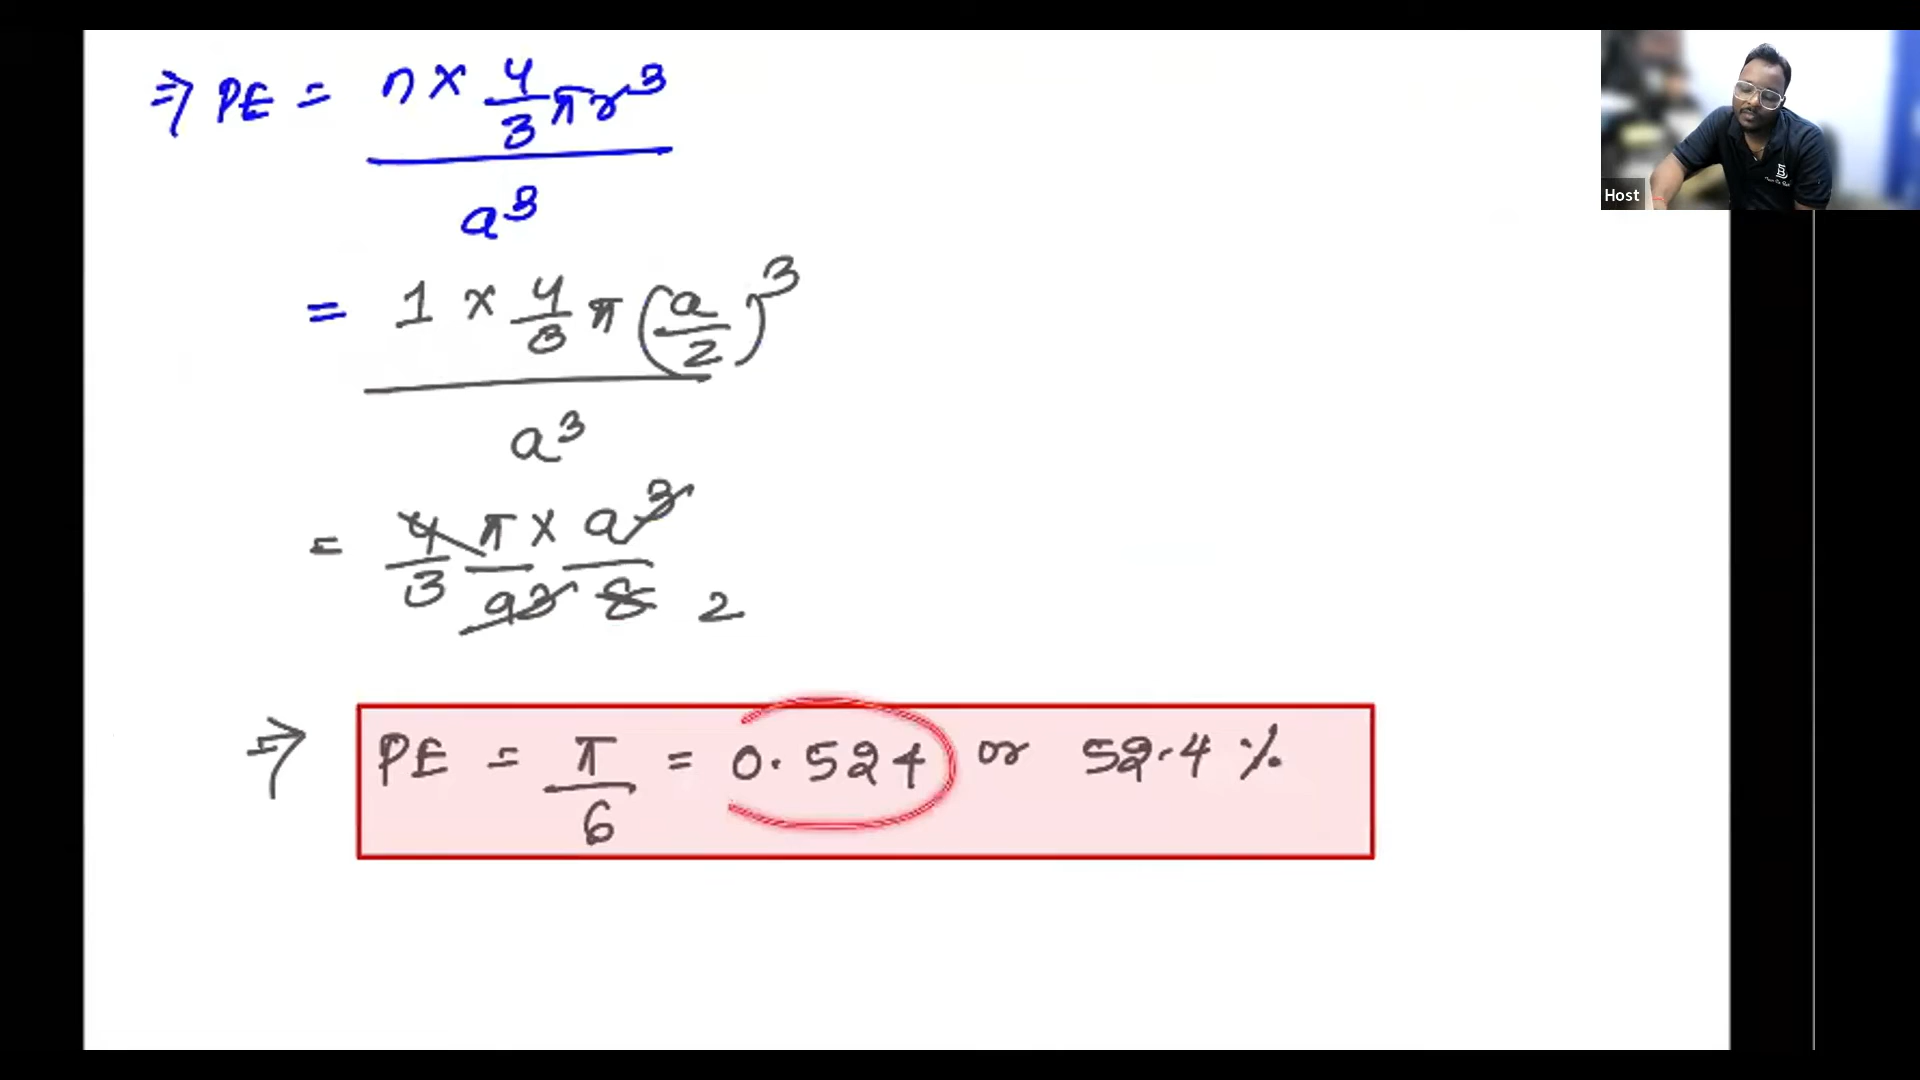 ⇒ PE = n × 4/3 πr³
a³
= 1 × 4/3 π (a/2)³
a³
= 4/3 π/a³ × a³/8 2
⇒ PE = π/6 = 0.524 or 52.4 %
Host